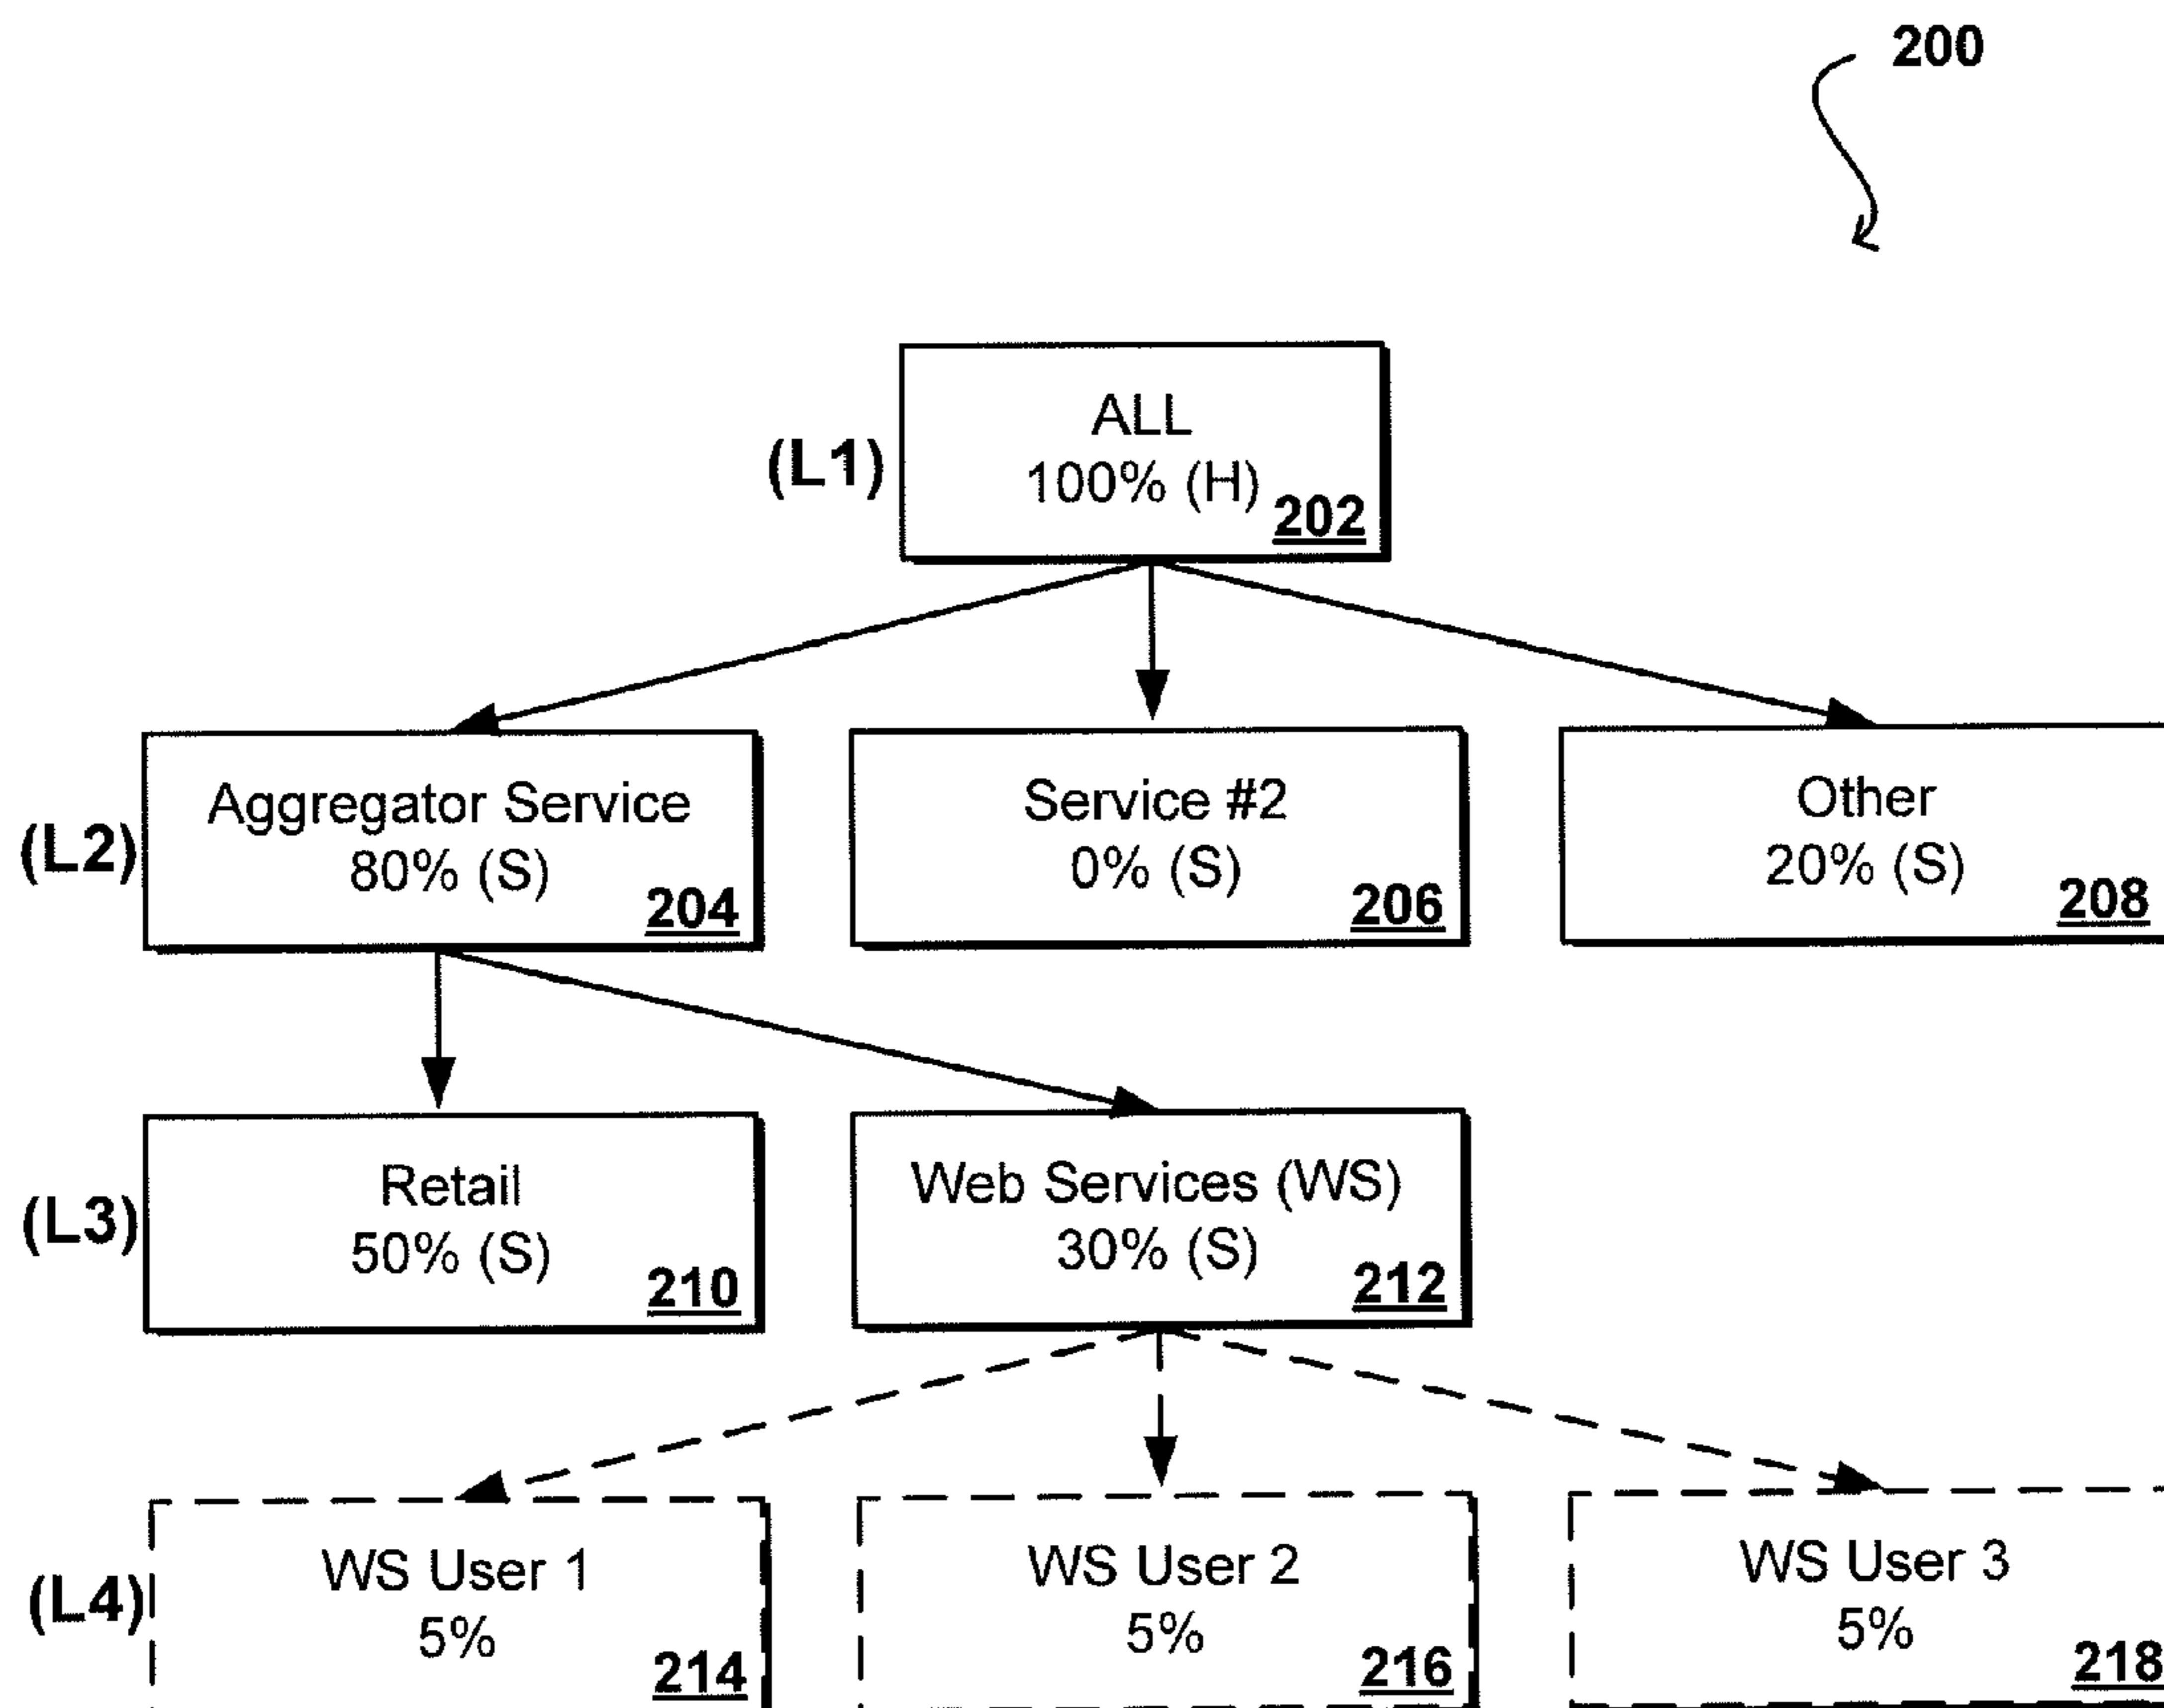 200
(L1)
ALL
100% (H)
202
(L2)
Aggregator Service
80% (S)
204
Service #2
0% (S)
206
Other
20% (S)
208
(L3)
Retail
50% (S)
210
Web Services (WS)
30% (S)
212
(L4)
WS User 1
5%
214
WS User 2
5%
216
WS User 3
5%
218